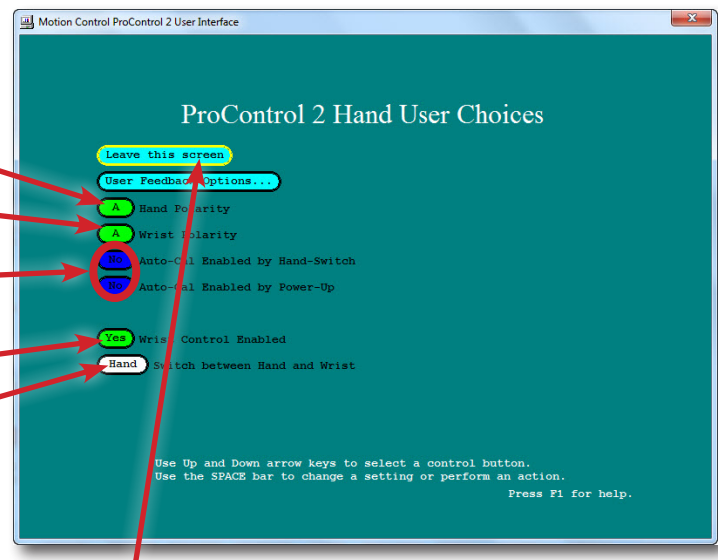 Motion Control ProControl 2 User Interface
ProControl 2 Hand User Choices
Leave this screen
User Feedback Options...
A Hand Polarity
A Wrist Polarity
No Auto-Cal Enabled by Hand-Switch
No Auto-Cal Enabled by Power-Up
Yes Wrist Control Enabled
Hand Switch between Hand and Wrist
Use Up and Down arrow keys to select a control button.
Use the SPACE bar to change a setting or perform an action.
Press F1 for help.